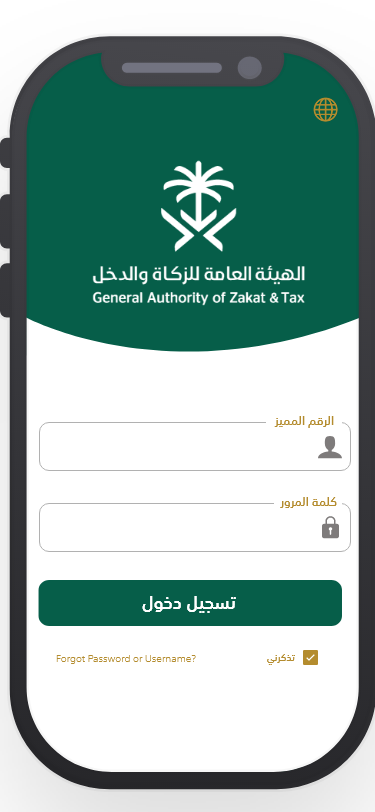 الهيئة العامة للزكاة والدخل
General Authority of Zakat & Tax
الرقم المميز
كلمة المرور
تسجيل دخول
تذكرني
Forgot Password or Username?